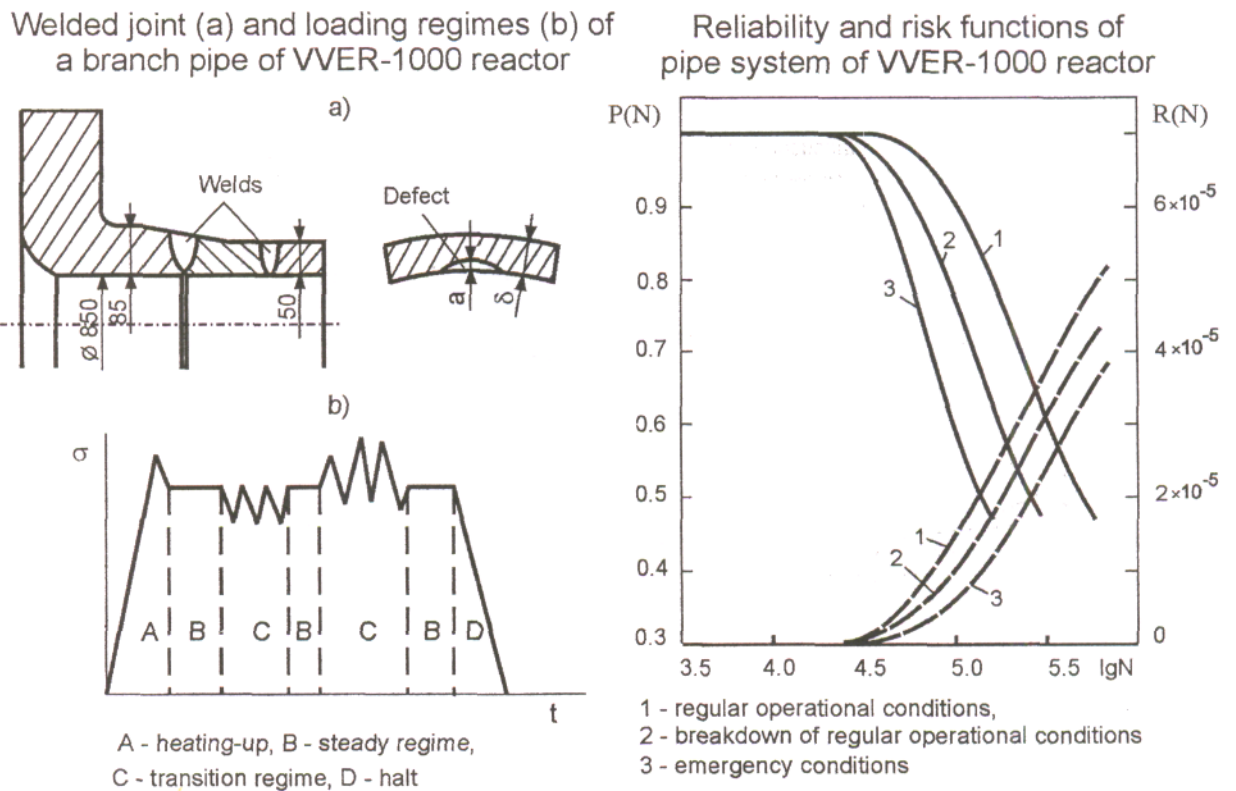 Welded joint (a) and loading regimes (b) of
a branch pipe of VVER-1000 reactor
a)
Welds
Defect
Ø 850
85
50
a
δ
b)
σ
A B C B C B D
t
A - heating-up, B - steady regime,
C - transition regime, D - halt
Reliability and risk functions of
pipe system of VVER-1000 reactor
P(N)
R(N)
0.9
6×10-5
0.8
0.7
4×10-5
0.6
0.5
2×10-5
0.4
0.3
0
1
2
3
1
2
3
3.5 4.0 4.5 5.0 5.5 lgN
1 - regular operational conditions,
2 - breakdown of regular operational conditions
3 - emergency conditions